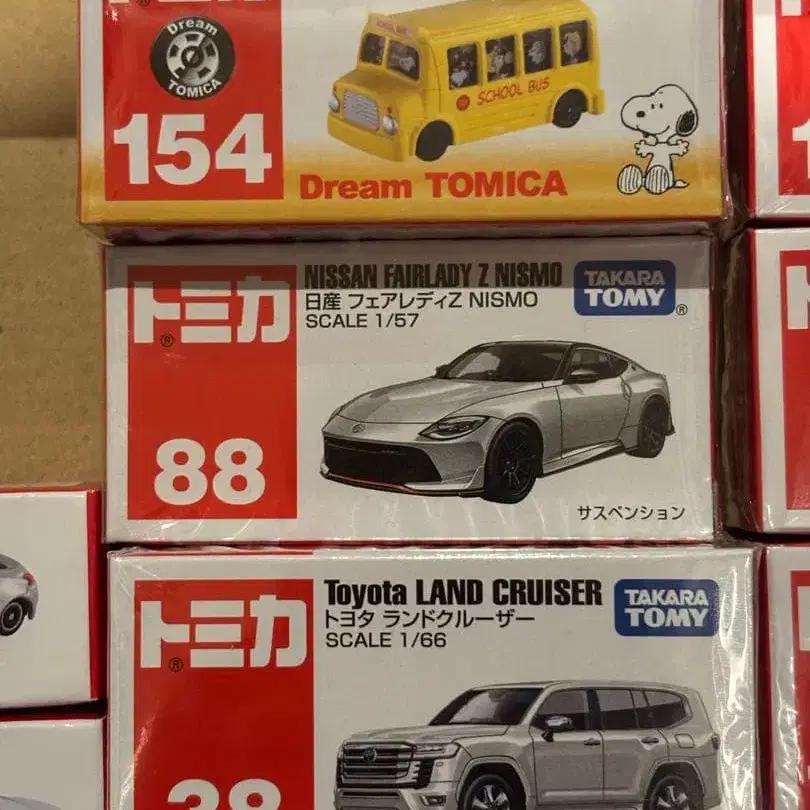 Dream
TOMICA
154
SCHOOL BUS
Dream TOMICA
トミカ
®
88
NISSAN FAIRLADY Z NISMO
日産 フェアレディZ NISMO
SCALE 1/57
TAKARA
TOMY
®
サスペンション
トミカ
®
38
Toyota LAND CRUISER
トヨタ ランドクルーザー
SCALE 1/66
TAKARA
TOMY